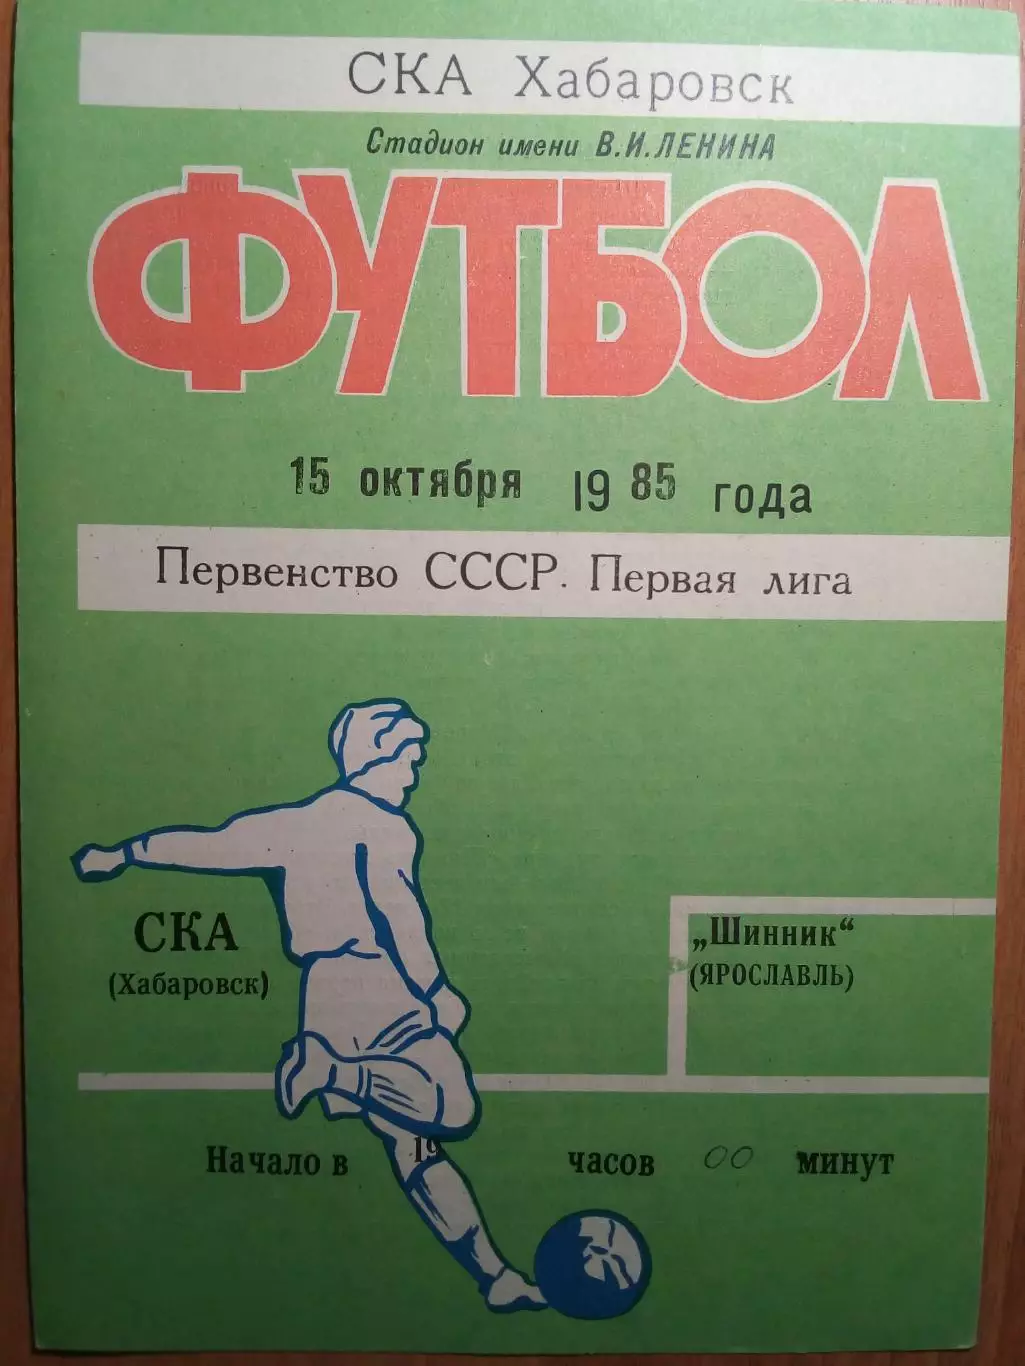 СКА Хабаровск
Стадион имени В.И.ЛЕНИНА
ФУТБОЛ
15 октября 1985 года
Первенство СССР. Первая лига
СКА
(Хабаровск)
„Шинник“
(ЯРОСЛАВЛЬ)
Начало в 19 часов 00 минут